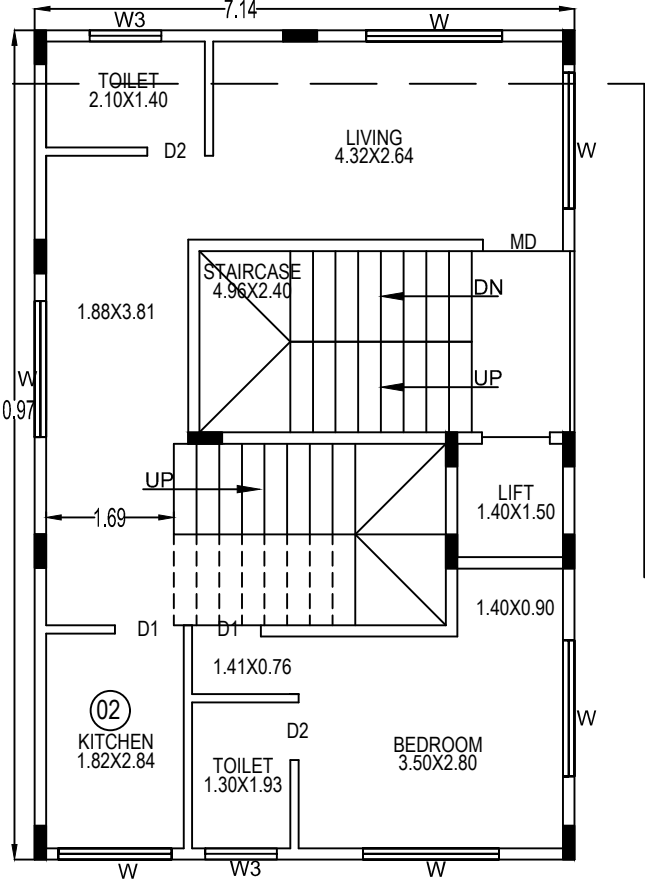 7.14
W3
W
TOILET
2.10X1.40
D2
LIVING
4.32X2.64
W
MD
STAIRCASE
4.96X2.40
DN
1.88X3.81
UP
W
0.97
UP
LIFT
1.40X1.50
1.69
1.40X0.90
D1
D1
1.41X0.76
02
KITCHEN
1.82X2.84
D2
W
BEDROOM
3.50X2.80
TOILET
1.30X1.93
W
W3
W